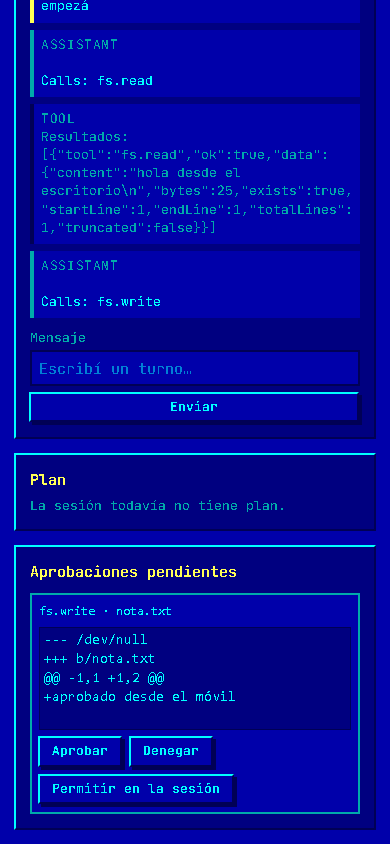 empezá
ASSISTANT
Calls: fs.read
TOOL
Resultados:
[{"tool":"fs.read","ok":true,"data":
{"content":"hola desde el
escritorio\n","bytes":25,"exists":true,
"startLine":1,"endLine":1,"totalLines":
1,"truncated":false}}]
ASSISTANT
Calls: fs.write
Mensaje
Escribí un turno…
Enviar
Plan
La sesión todavía no tiene plan.
Aprobaciones pendientes
fs.write · nota.txt
--- /dev/null
+++ b/nota.txt
@@ -1,1 +1,2 @@
+aprobado desde el móvil
Aprobar
Denegar
Permitir en la sesión